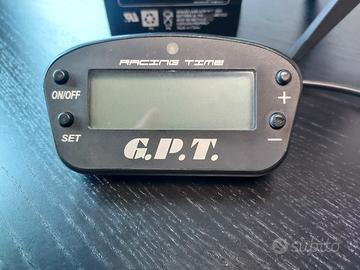 RACING TIME
ON/OFF
+
SET
G.P.T.
−
subito